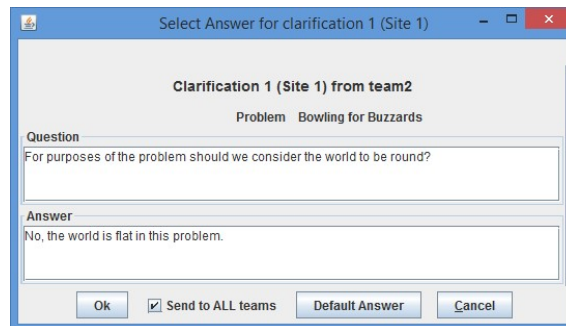 Select Answer for clarification 1 (Site 1)
Clarification 1 (Site 1) from team2
Problem Bowling for Buzzards
Question
For purposes of the problem should we consider the world to be round?
Answer
No, the world is flat in this problem.
Ok Send to ALL teams Default Answer Cancel